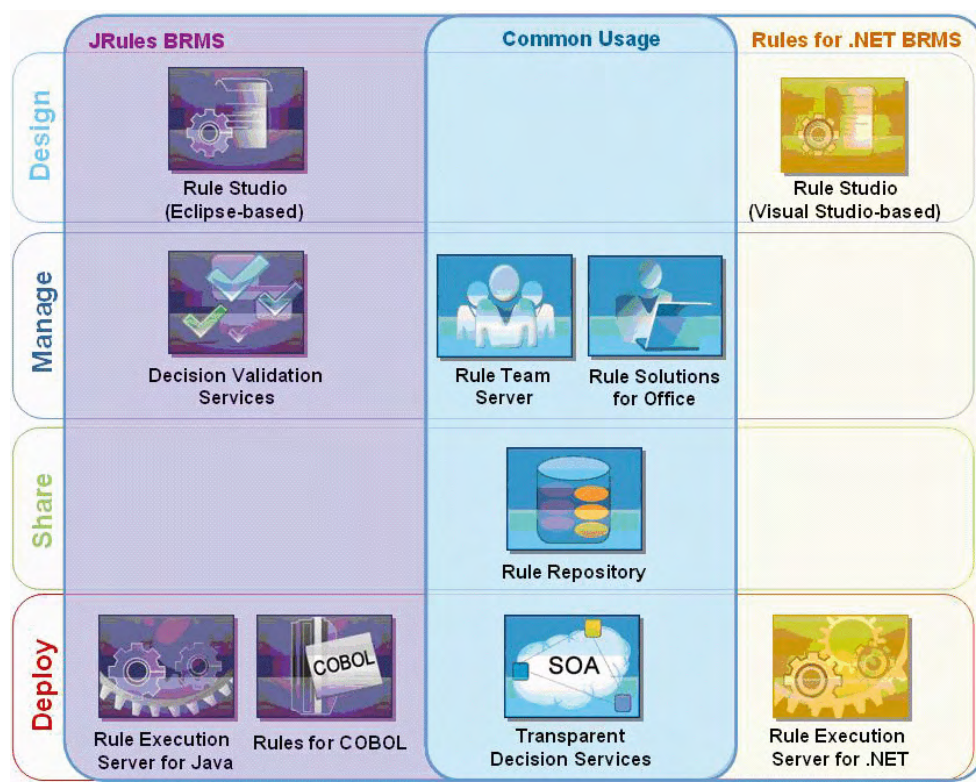 JRules BRMS
Common Usage
Rules for .NET BRMS
Design
Rule Studio
(Eclipse-based)
Rule Studio
(Visual Studio-based)
Manage
Decision Validation
Services
Rule Team
Server
Rule Solutions
for Office
Share
Rule Repository
Deploy
COBOL
SOA
Rule Execution
Server for Java
Rules for COBOL
Transparent
Decision Services
Rule Execution
Server for .NET